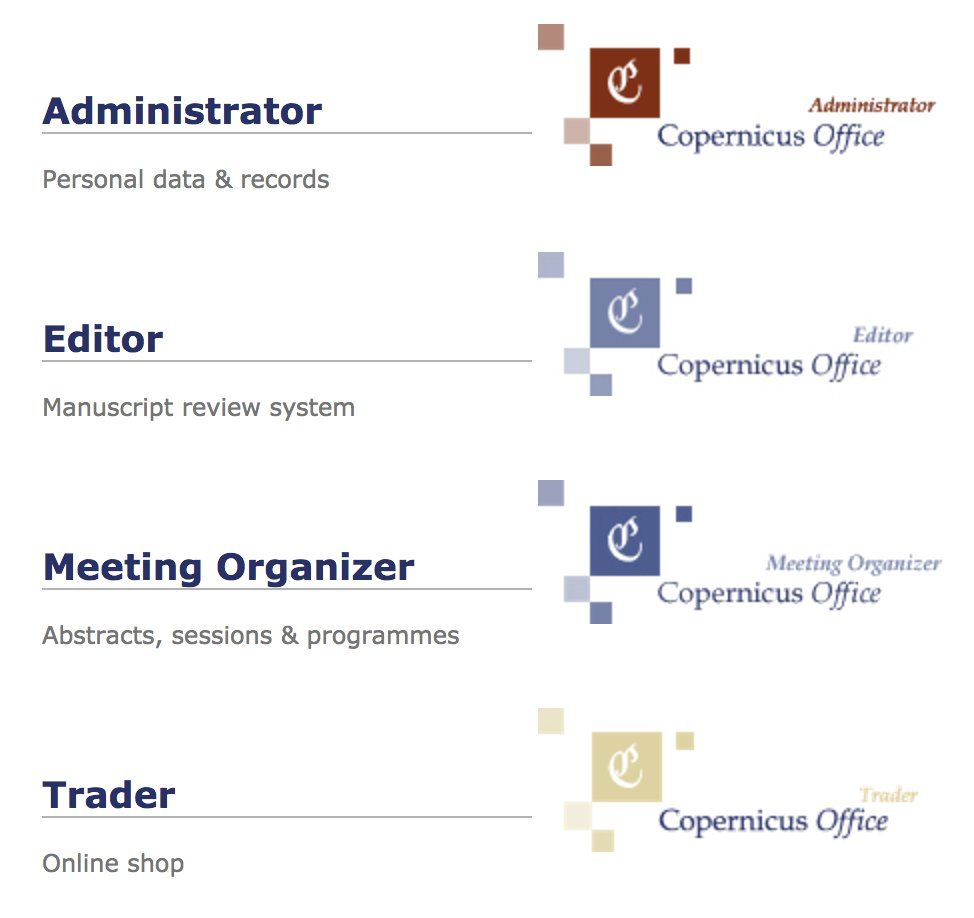 Administrator
Personal data & records
Administrator
Copernicus Office
Editor
Manuscript review system
Editor
Copernicus Office
Meeting Organizer
Abstracts, sessions & programmes
Meeting Organizer
Copernicus Office
Trader
Online shop
Trader
Copernicus Office